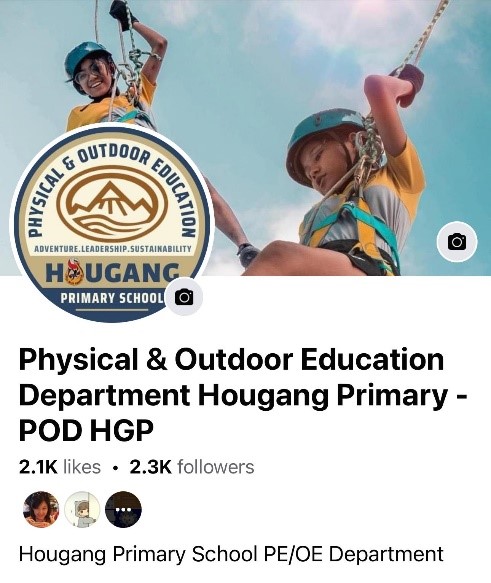 PHYSICAL & OUTDOOR EDUCATION
ADVENTURE.LEADERSHIP.SUSTAINABILITY
HOUGANG
PRIMARY SCHOOL
Physical & Outdoor Education
Department Hougang Primary -
POD HGP
2.1K likes • 2.3K followers
Hougang Primary School PE/OE Department